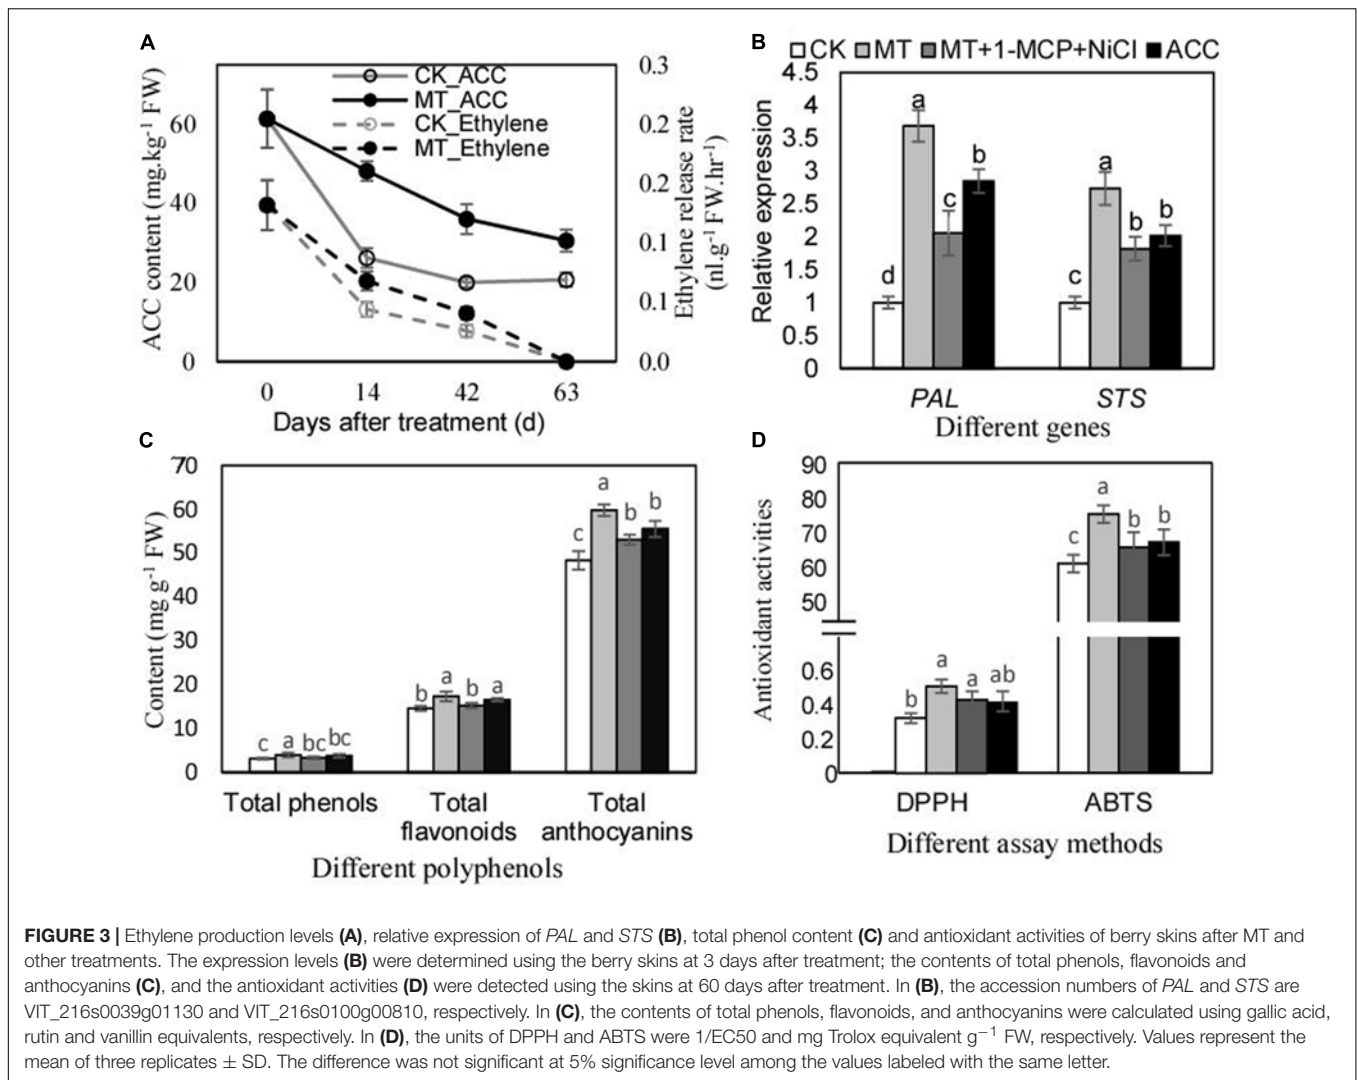 A
ACC content (mg.kg-1 FW)
60
40
20
0
CK_ACC
MT_ACC
CK_Ethylene
MT_Ethylene
0.3
0.2
0.2
0.1
0.1
0.0
Ethylene release rate
(nl.g-1 FW.hr-1)
0 14 42 63
Days after treatment (d)
B
CK MT MT+1-MCP+NiCl ACC
Relative expression
4.5
4
3.5
3
2.5
2
1.5
1
0.5
0
d a c b
c a b b
PAL STS
Different genes
C
Content (mg g-1 FW)
70
60
50
40
30
20
10
0
c a bc bc
b a b a
c a b b
Total phenols
Total
flavonoids
Total
anthocyanins
Different polyphenols
D
Antioxidant activities
90
80
70
60
50
0.6
0.4
0.2
0
b a a ab
c a b b
DPPH ABTS
Different assay methods
FIGURE 3 | Ethylene production levels (A), relative expression of PAL and STS (B), total phenol content (C) and antioxidant activities of berry skins after MT and
other treatments. The expression levels (B) were determined using the berry skins at 3 days after treatment; the contents of total phenols, flavonoids and
anthocyanins (C), and the antioxidant activities (D) were detected using the skins at 60 days after treatment. In (B), the accession numbers of PAL and STS are
VIT_216s0039g01130 and VIT_216s0100g00810, respectively. In (C), the contents of total phenols, flavonoids, and anthocyanins were calculated using gallic acid,
rutin and vanillin equivalents, respectively. In (D), the units of DPPH and ABTS were 1/EC50 and mg Trolox equivalent g−1 FW, respectively. Values represent the
mean of three replicates ± SD. The difference was not significant at 5% significance level among the values labeled with the same letter.